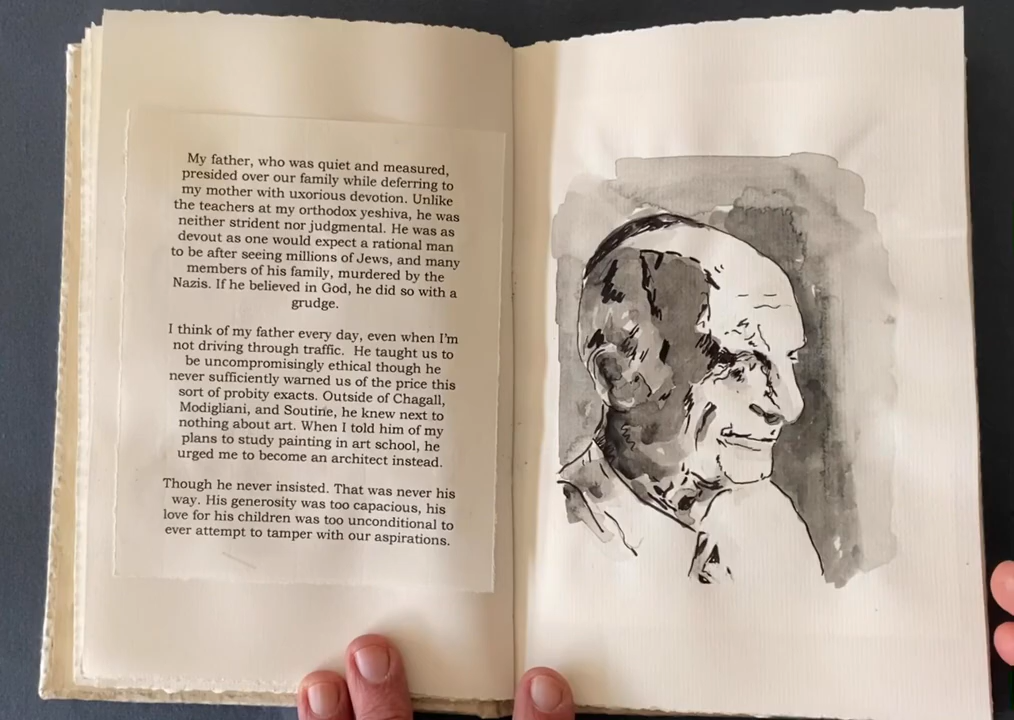 My father, who was quiet and measured,
presided over our family while deferring to
my mother with uxorious devotion. Unlike
the teachers at my orthodox yeshiva, he was
neither strident nor judgmental. He was as
devout as one would expect a rational man
to be after seeing millions of Jews, and many
members of his family, murdered by the
Nazis. If he believed in God, he did so with a
grudge.
I think of my father every day, even when I'm
not driving through traffic. He taught us to
be uncompromisingly ethical though he
never sufficiently warned us of the price this
sort of probity exacts. Outside of Chagall,
Modigliani, and Soutine, he knew next to
nothing about art. When I told him of my
plans to study painting in art school, he
urged me to become an architect instead.
Though he never insisted. That was never his
way. His generosity was too capacious, his
love for his children was too unconditional to
ever attempt to tamper with our aspirations.